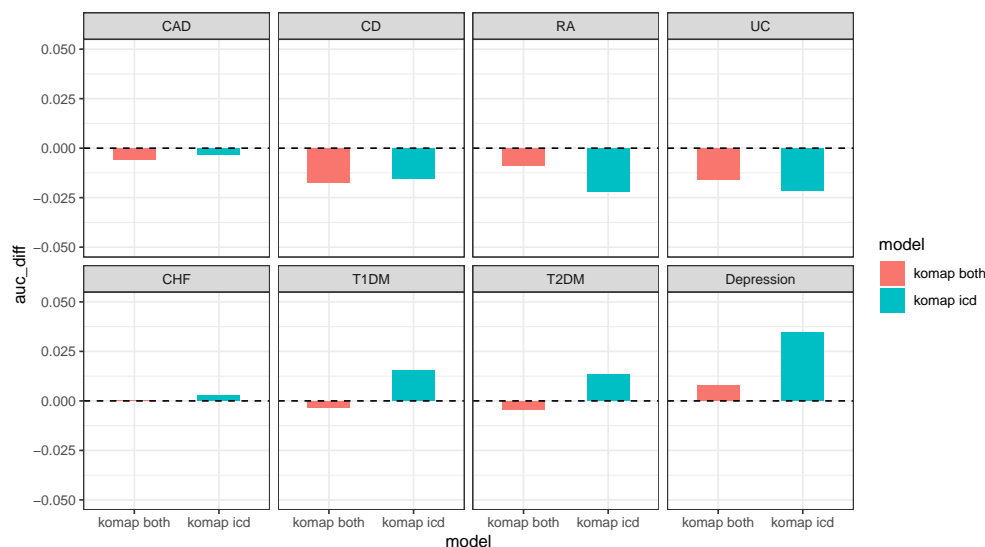 CAD CD RA UC
0.050
0.025
0.000
−0.025
−0.050
CHF T1DM T2DM Depression
0.050
0.025
0.000
−0.025
−0.050
komap both komap icd komap both komap icd komap both komap icd komap both komap icd
model
auc_diff
model
komap both
komap icd